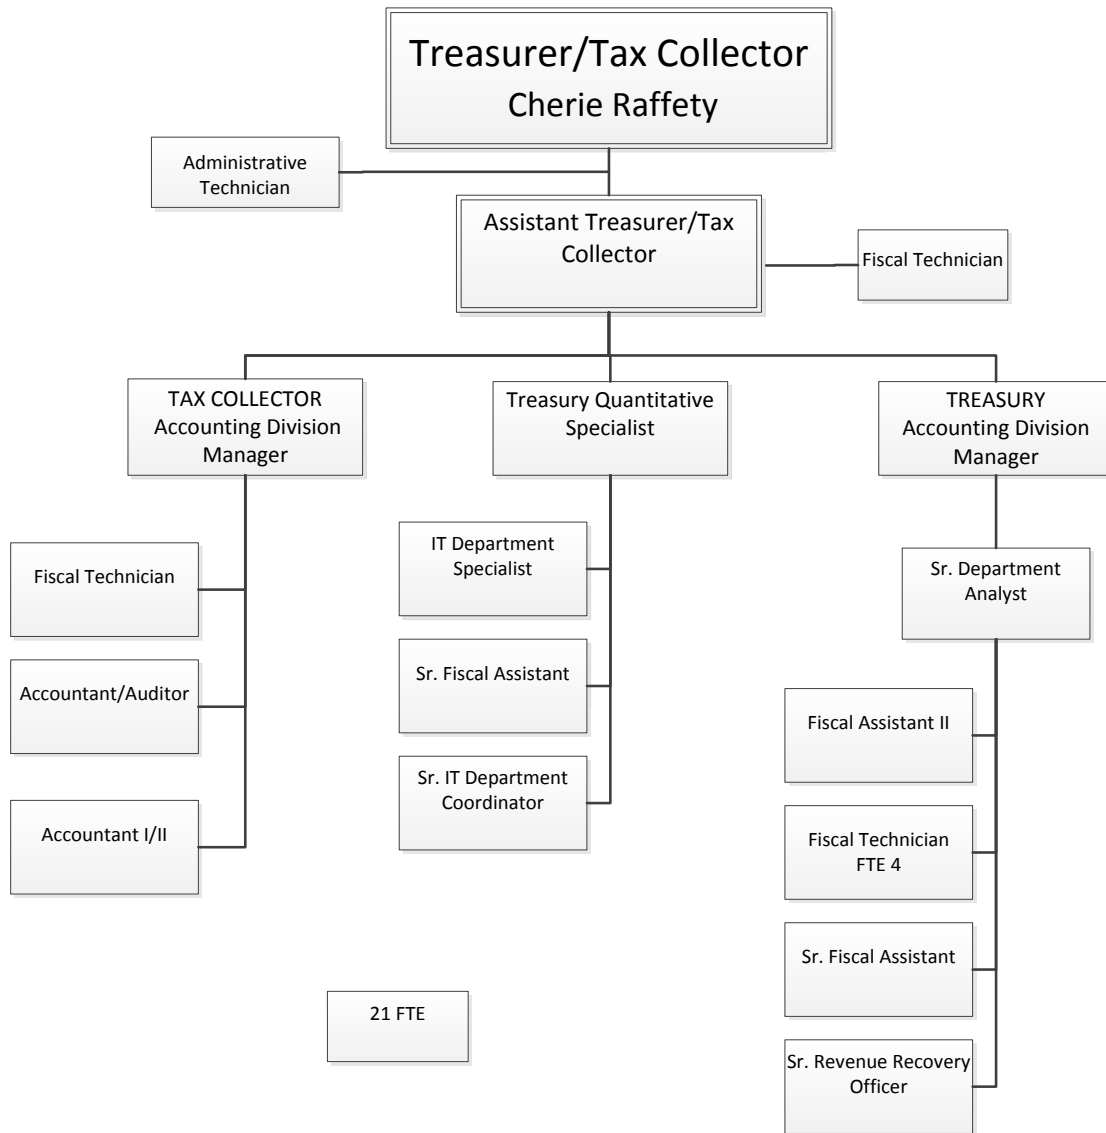 Treasurer/Tax Collector
Cherie Raffety
Administrative
Technician
Assistant Treasurer/Tax
Collector
Fiscal Technician
TAX COLLECTOR
Accounting Division
Manager
Treasury Quantitative
Specialist
TREASURY
Accounting Division
Manager
Fiscal Technician
Accountant/Auditor
Accountant I/II
IT Department
Specialist
Sr. Fiscal Assistant
Sr. IT Department
Coordinator
Sr. Department
Analyst
Fiscal Assistant II
Fiscal Technician
FTE 4
Sr. Fiscal Assistant
Sr. Revenue Recovery
Officer
21 FTE